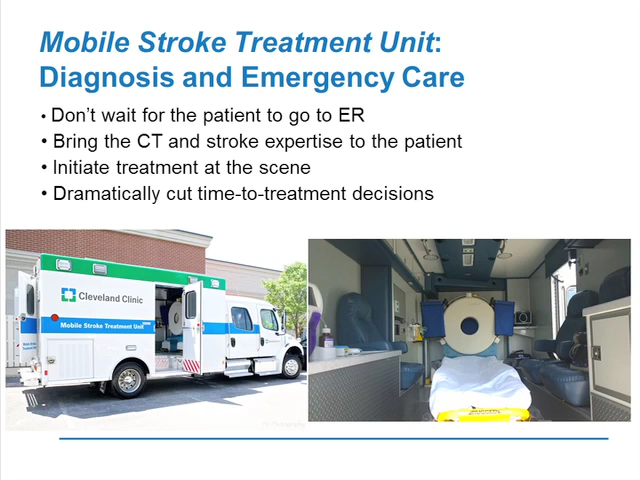 Mobile Stroke Treatment Unit:
Diagnosis and Emergency Care
• Don’t wait for the patient to go to ER
• Bring the CT and stroke expertise to the patient
• Initiate treatment at the scene
• Dramatically cut time-to-treatment decisions
Cleveland Clinic
Mobile Stroke Treatment Unit